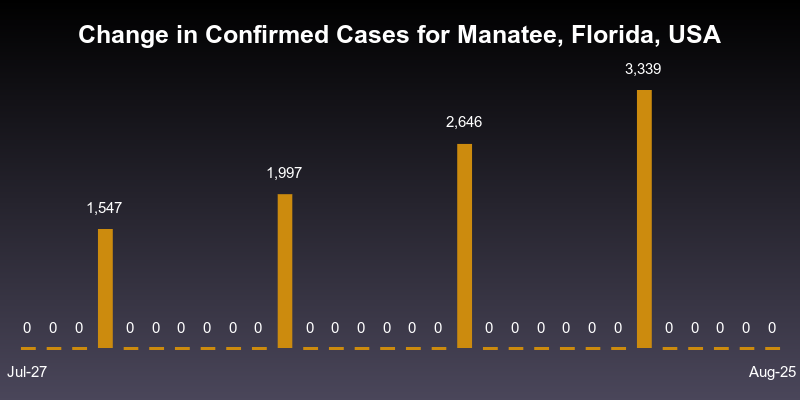 Change in Confirmed Cases for Manatee, Florida, USA
3,339
2,646
1,997
1,547
0 0 0 0 0 0 0 0 0 0 0 0 0 0 0 0 0 0 0 0 0 0 0 0 0 0
Jul-27 Aug-25